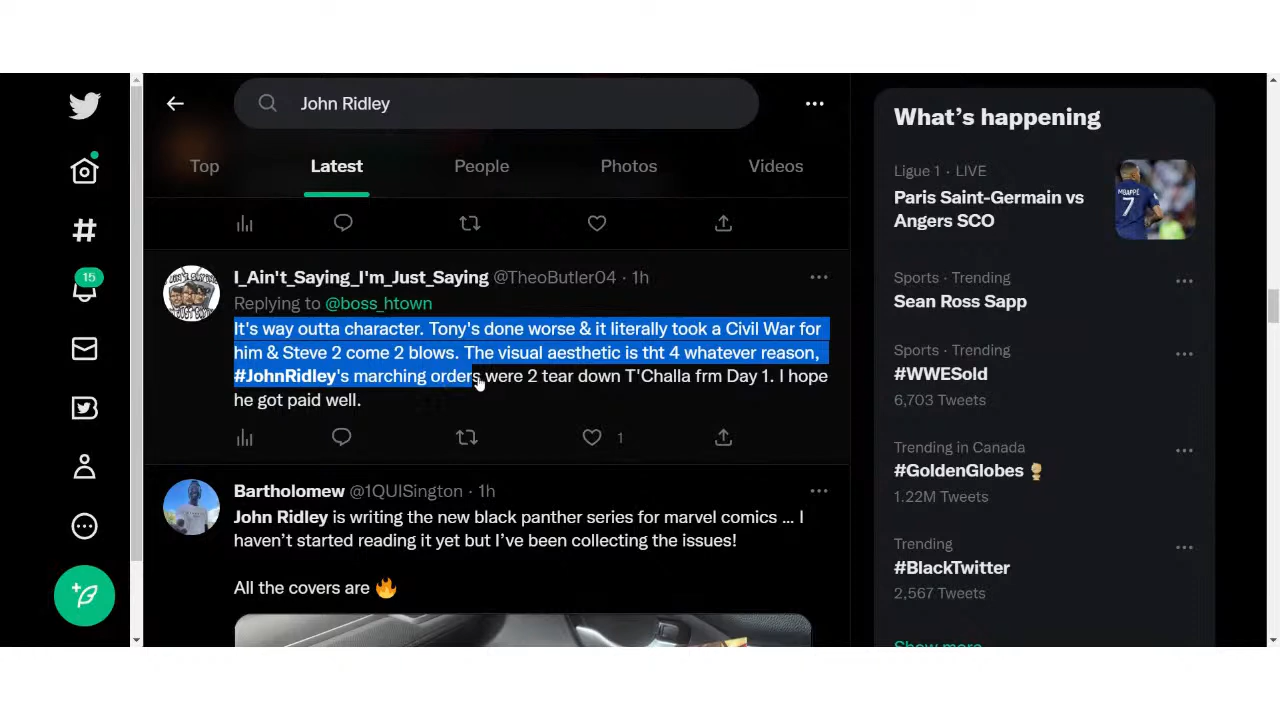 John Ridley
Top
Latest
People
Photos
Videos
I_Ain't_Saying_I'm_Just_Saying @TheoButler04 · 1h
Replying to @boss_htown
It's way outta character. Tony's done worse & it literally took a Civil War for
him & Steve 2 come 2 blows. The visual aesthetic is tht 4 whatever reason,
#JohnRidley's marching orders were 2 tear down T'Challa frm Day 1. I hope
he got paid well.
1
Bartholomew @1QUISington · 1h
John Ridley is writing the new black panther series for marvel comics ... I
haven’t started reading it yet but I’ve been collecting the issues!
All the covers are 🔥
15
What’s happening
Ligue 1 · LIVE
Paris Saint-Germain vs
Angers SCO
MBAPPÉ
7
Sports · Trending
Sean Ross Sapp
Sports · Trending
#WWESold
6,703 Tweets
Trending in Canada
#GoldenGlobes
1.22M Tweets
Trending
#BlackTwitter
2,567 Tweets
Show more